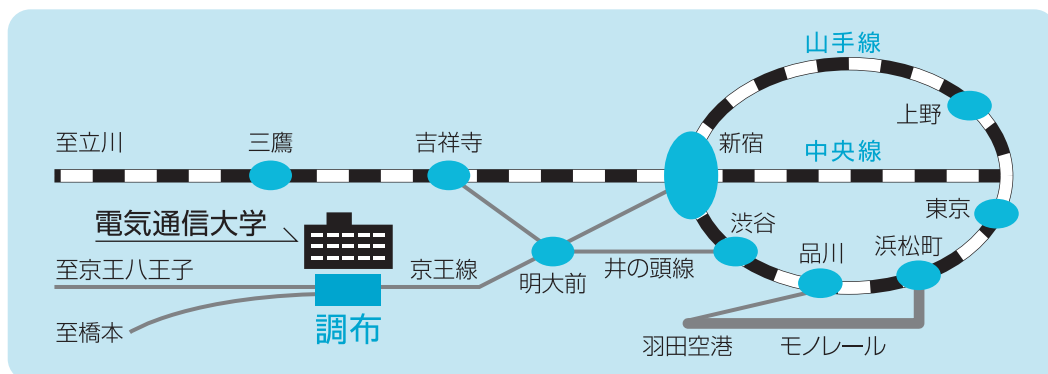 山手線
上野
至立川
三鷹
吉祥寺
新宿
中央線
電気通信大学
渋谷
東京
浜松町
品川
至京王八王子
京王線
明大前
井の頭線
至橋本
調布
羽田空港
モノレール